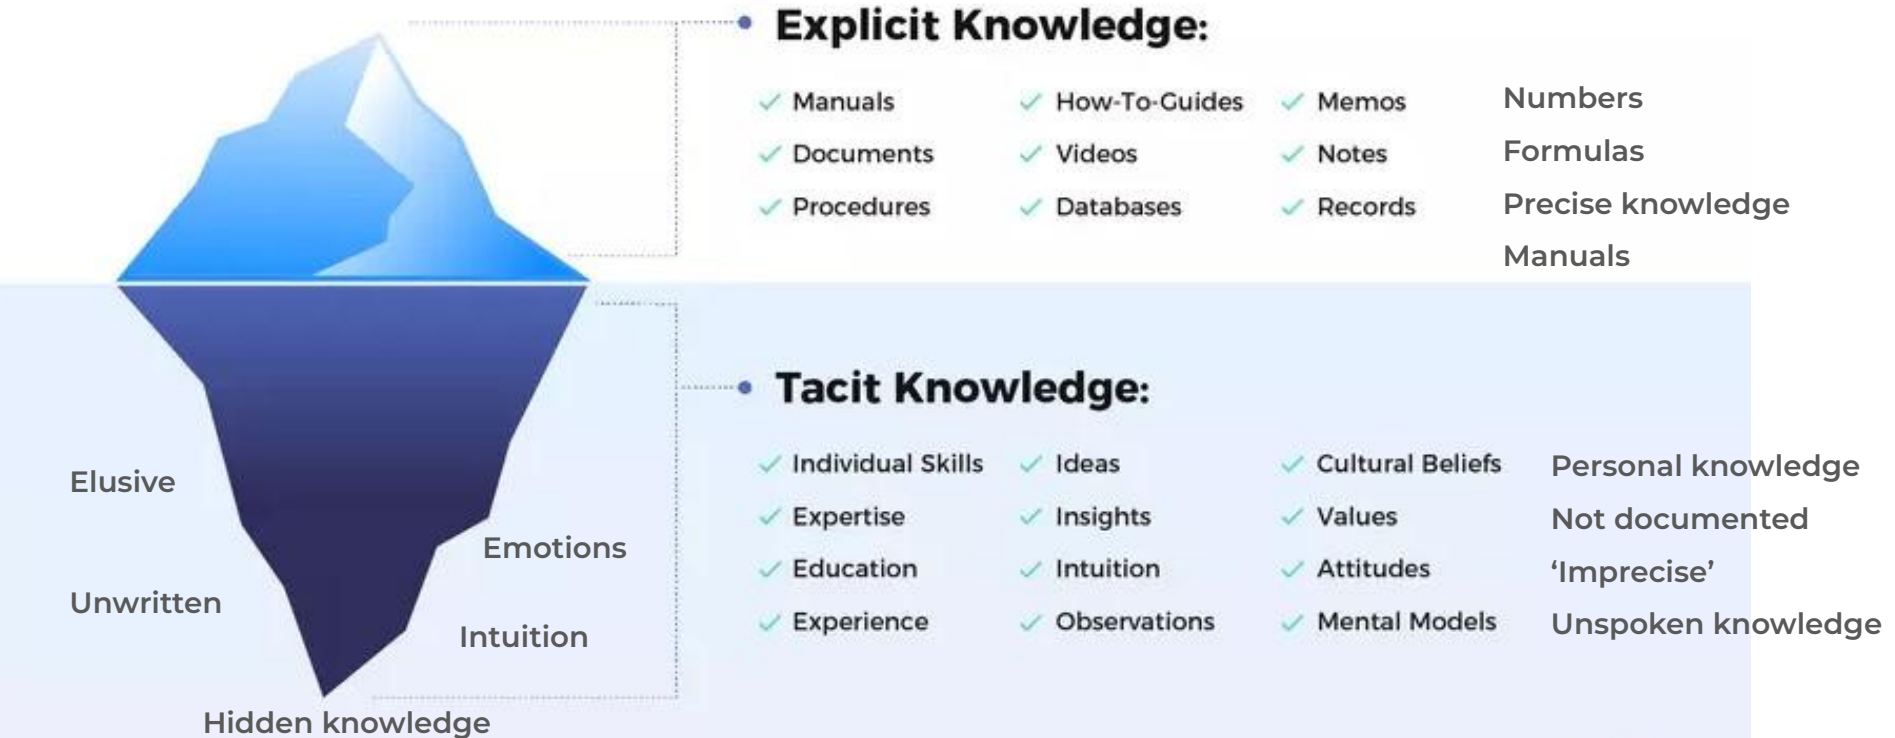 Explicit Knowledge:
Manuals
How-To-Guides
Memos
Numbers
Documents
Videos
Notes
Formulas
Procedures
Databases
Records
Precise knowledge
Manuals
Tacit Knowledge:
Individual Skills
Ideas
Cultural Beliefs
Personal knowledge
Expertise
Insights
Values
Not documented
Education
Intuition
Attitudes
‘Imprecise’
Experience
Observations
Mental Models
Unspoken knowledge
Elusive
Emotions
Unwritten
Intuition
Hidden knowledge